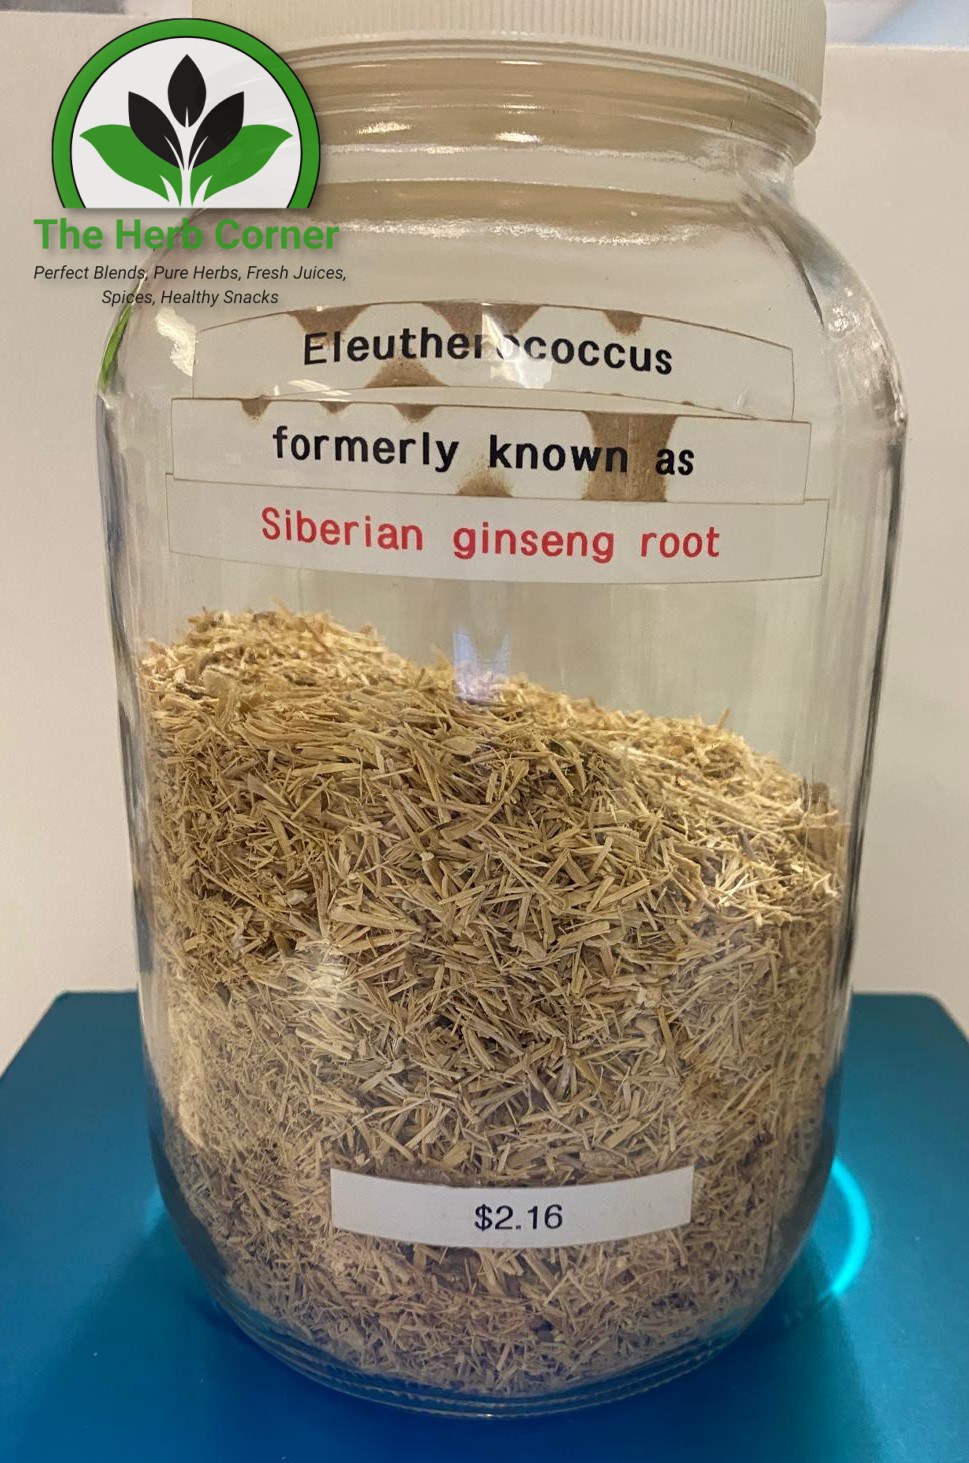 The Herb Corner
Perfect Blends, Pure Herbs, Fresh Juices,
Spices, Healthy Snacks
Eleutherococcus
formerly known as
Siberian ginseng root
$2.16